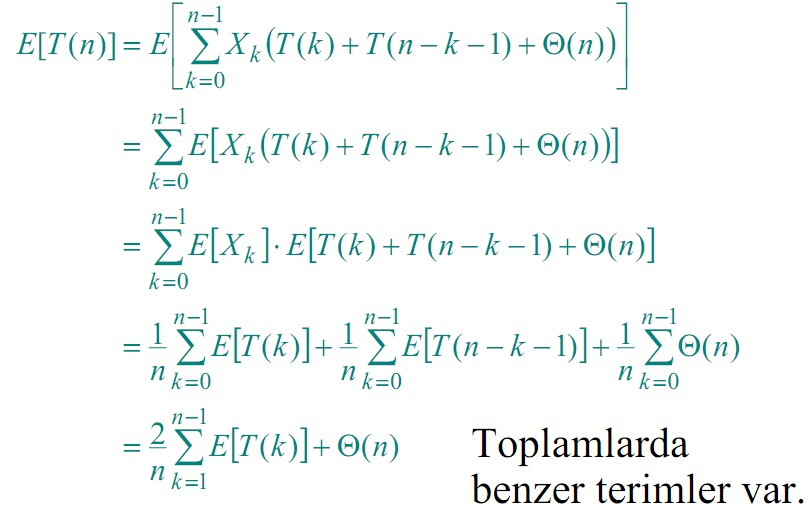 E[T(n)] = E[∑_{k=0}^{n−1} X_k(T(k) + T(n − k − 1) + Θ(n))]
= ∑_{k=0}^{n−1} E[X_k(T(k) + T(n − k − 1) + Θ(n))]
= ∑_{k=0}^{n−1} E[X_k] · E[T(k) + T(n − k − 1) + Θ(n)]
= 1/n ∑_{k=0}^{n−1} E[T(k)] + 1/n ∑_{k=0}^{n−1} E[T(n − k − 1)] + 1/n ∑_{k=0}^{n−1} Θ(n)
= 2/n ∑_{k=1}^{n−1} E[T(k)] + Θ(n)
Toplamlarda
benzer terimler var.